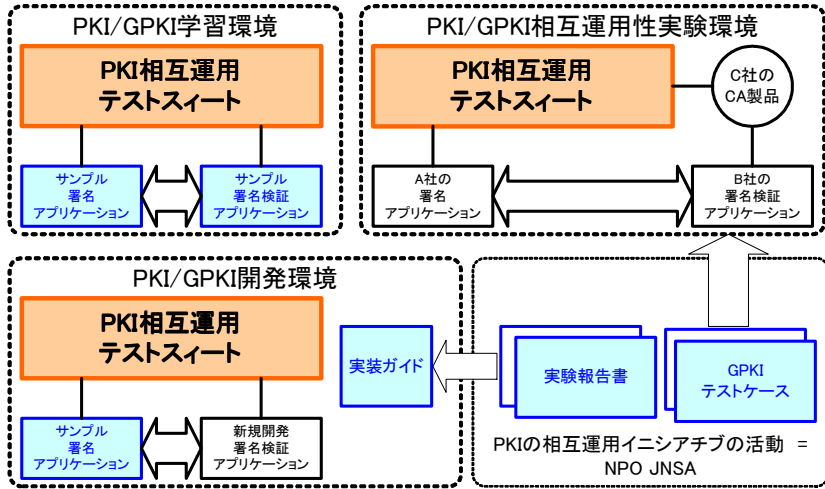 PKI/GPKI学習環境
PKI相互運用
テストスィート
サンプル
署名
アプリケーション
サンプル
署名検証
アプリケーション
PKI/GPKI相互運用性実験環境
PKI相互運用
テストスィート
C社の
CA製品
A社の
署名
アプリケーション
B社の
署名検証
アプリケーション
PKI/GPKI開発環境
PKI相互運用
テストスィート
実装ガイド
サンプル
署名
アプリケーション
新規開発
署名検証
アプリケーション
実験報告書
GPKI
テストケース
PKIの相互運用イニシアチブの活動 =
NPO JNSA